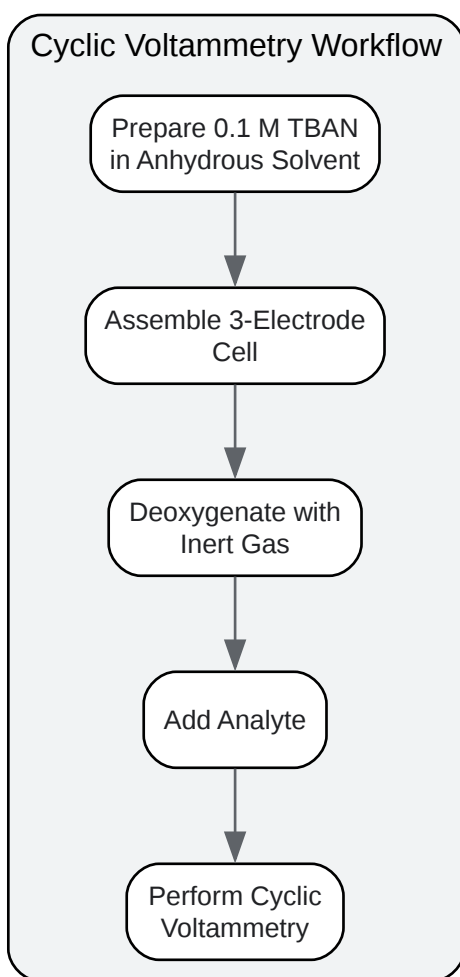 Cyclic Voltammetry Workflow
Prepare 0.1 M TBAN
in Anhydrous Solvent
Assemble 3-Electrode
Cell
Deoxygenate with
Inert Gas
Add Analyte
Perform Cyclic
Voltammetry